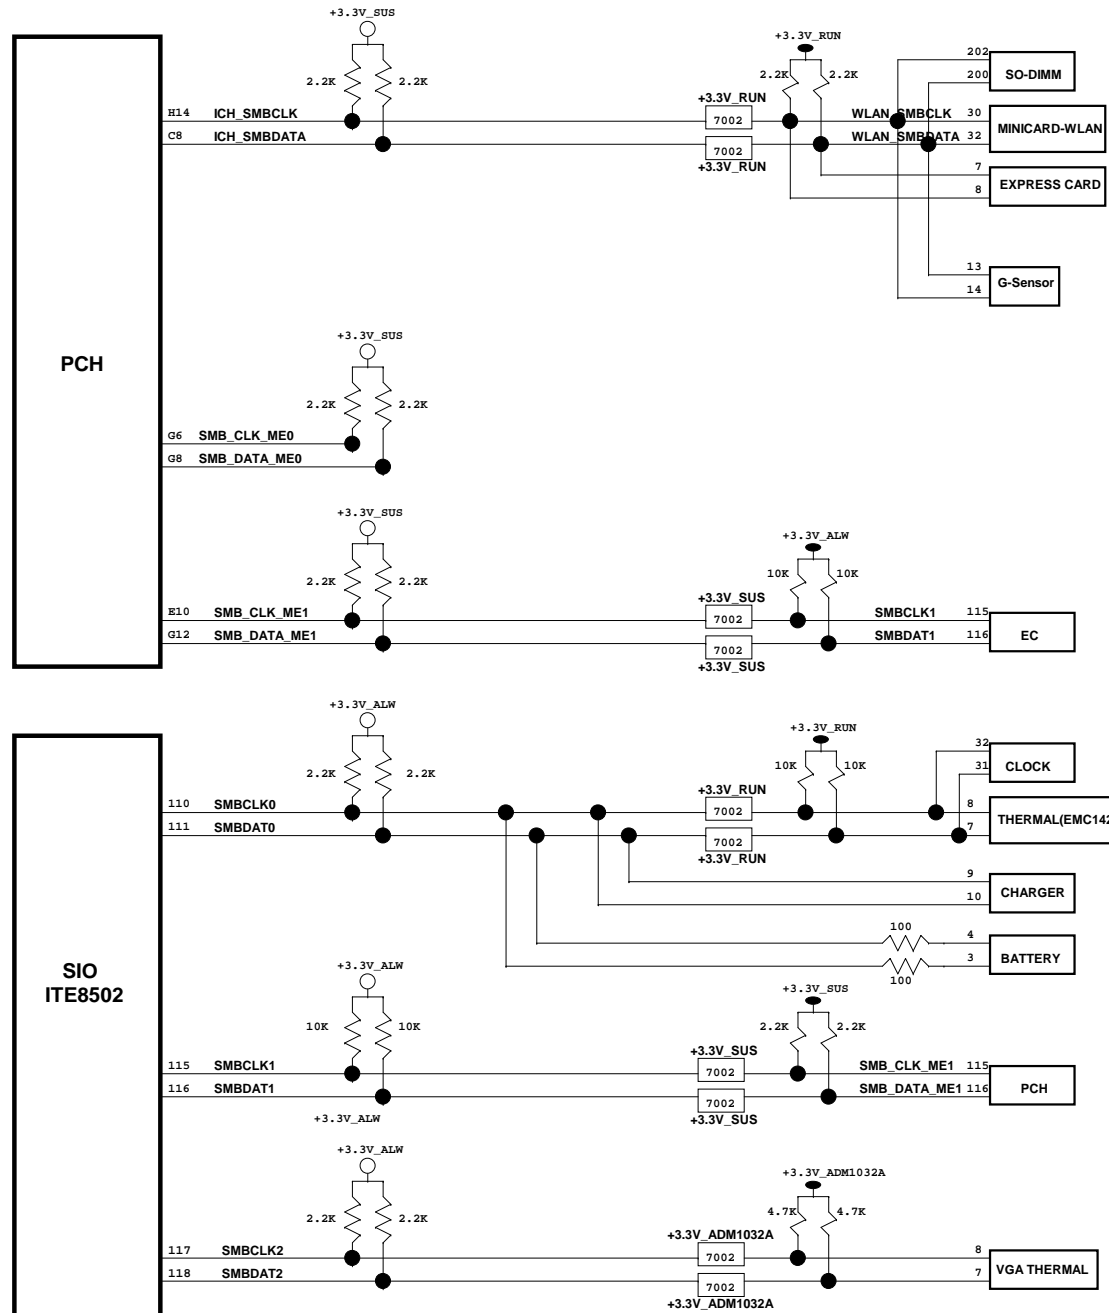 +3.3V_SUS
2.2K 2.2K
+3.3V_RUN
2.2K 2.2K
202
200
SO-DIMM
H14 ICH_SMBCLK
+3.3V_RUN
7002
WLAN_SMBCLK
30
C8 ICH_SMBDATA
7002
+3.3V_RUN
WLAN_SMBDATA
32
MINICARD-WLAN
7
8
EXPRESS CARD
13
14
G-Sensor
PCH
+3.3V_SUS
2.2K 2.2K
G6 SMB_CLK_ME0
G8 SMB_DATA_ME0
+3.3V_SUS
2.2K 2.2K
+3.3V_ALW
10K 10K
E10 SMB_CLK_ME1
+3.3V_SUS
7002
SMBCLK1
115
G12 SMB_DATA_ME1
7002
+3.3V_SUS
SMBDAT1
116
EC
+3.3V_ALW
2.2K 2.2K
+3.3V_RUN
10K 10K
32
31
CLOCK
110 SMBCLK0
+3.3V_RUN
7002
8
111 SMBDAT0
7002
+3.3V_RUN
7
THERMAL(EMC142
9
10
CHARGER
100
4
3
100
BATTERY
SIO
ITE8502
+3.3V_ALW
10K 10K
+3.3V_SUS
2.2K 2.2K
115 SMBCLK1
+3.3V_SUS
7002
SMB_CLK_ME1
115
116 SMBDAT1
7002
+3.3V_SUS
SMB_DATA_ME1
116
PCH
+3.3V_ALW
+3.3V_ALW
2.2K 2.2K
+3.3V_ADM1032A
4.7K 4.7K
117 SMBCLK2
+3.3V_ADM1032A
7002
8
118 SMBDAT2
7002
+3.3V_ADM1032A
7
VGA THERMAL